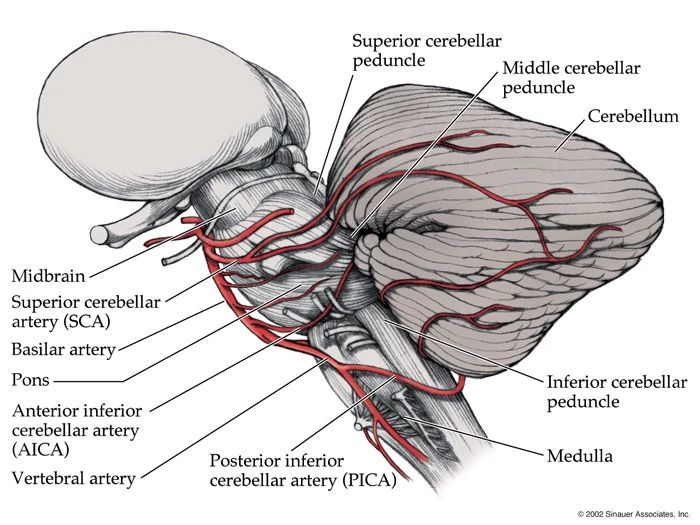 Superior cerebellar
peduncle
Middle cerebellar
peduncle
Cerebellum
Midbrain
Superior cerebellar
artery (SCA)
Basilar artery
Pons
Anterior inferior
cerebellar artery
(AICA)
Vertebral artery
Posterior inferior
cerebellar artery (PICA)
Inferior cerebellar
peduncle
Medulla
© 2002 Sinauer Associates, Inc.